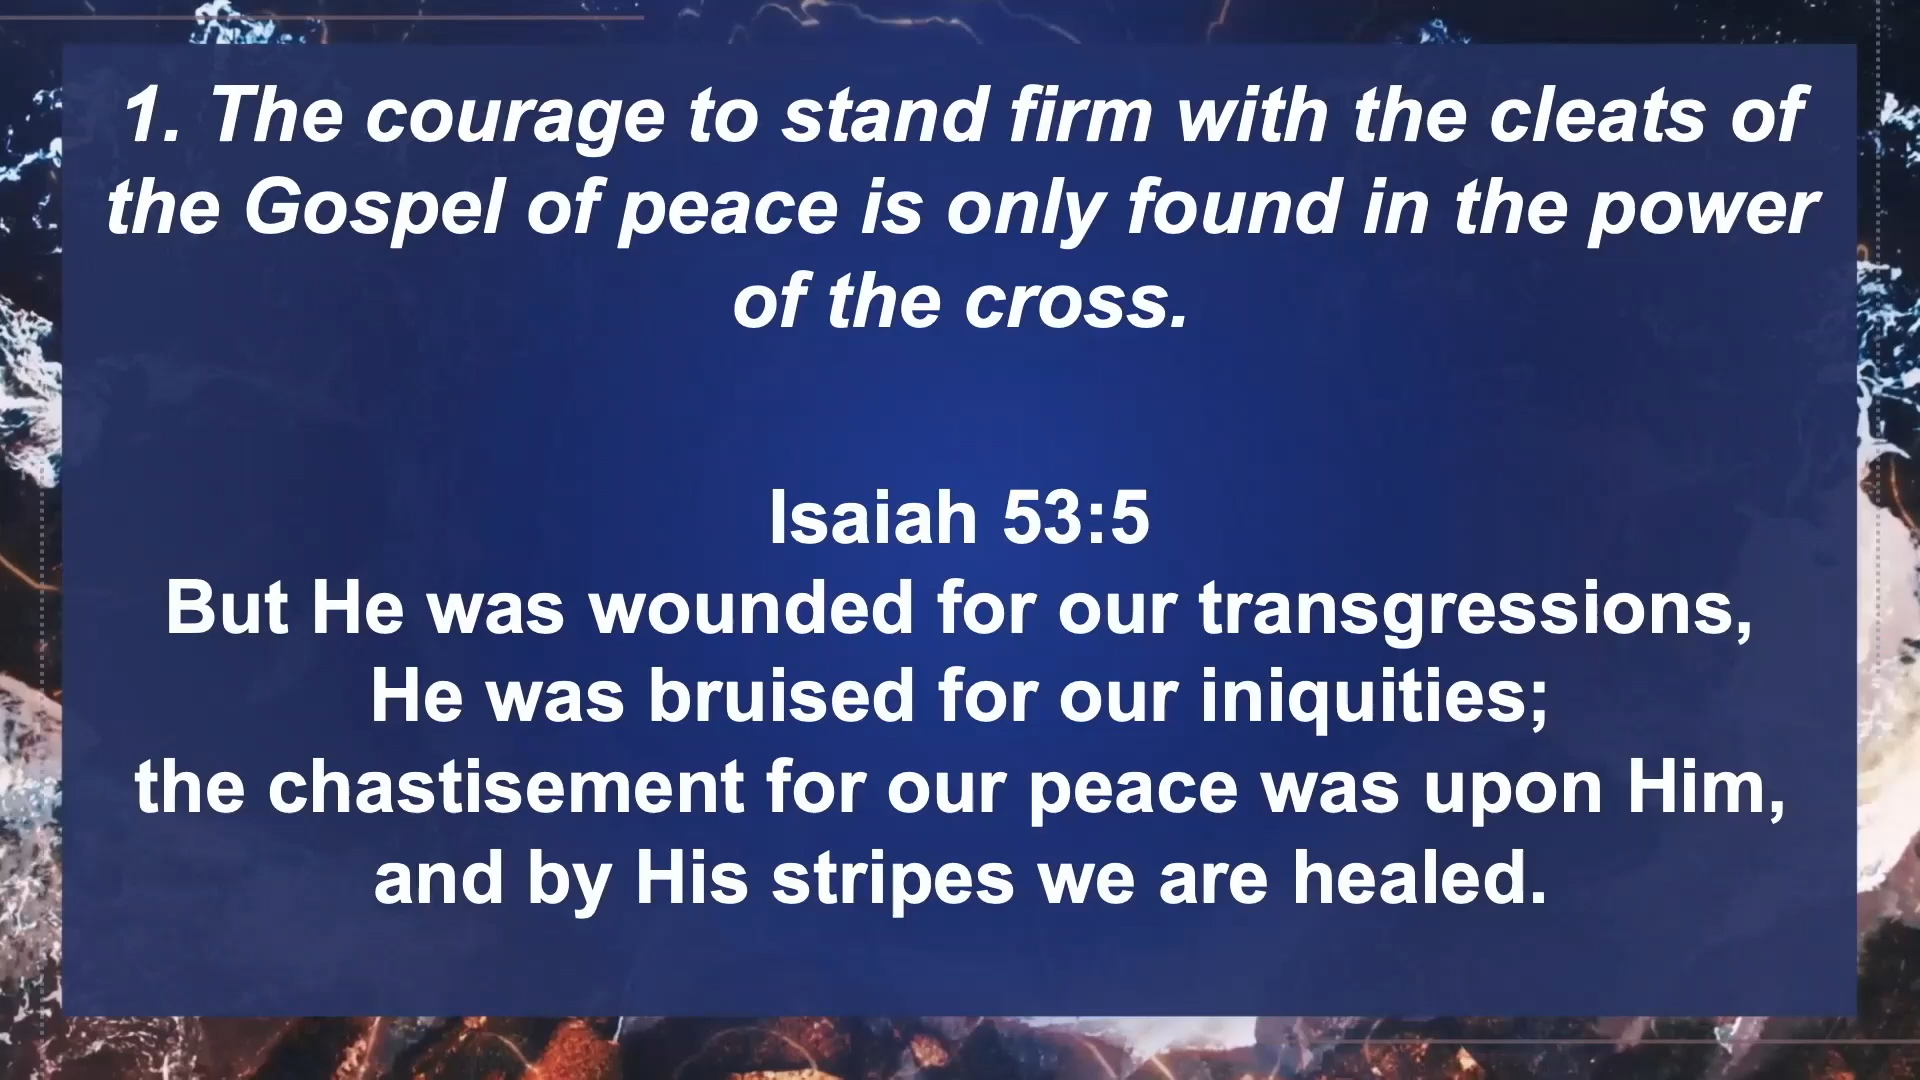 1. The courage to stand firm with the cleats of
the Gospel of peace is only found in the power
of the cross.
Isaiah 53:5
But He was wounded for our transgressions,
He was bruised for our iniquities;
the chastisement for our peace was upon Him,
and by His stripes we are healed.